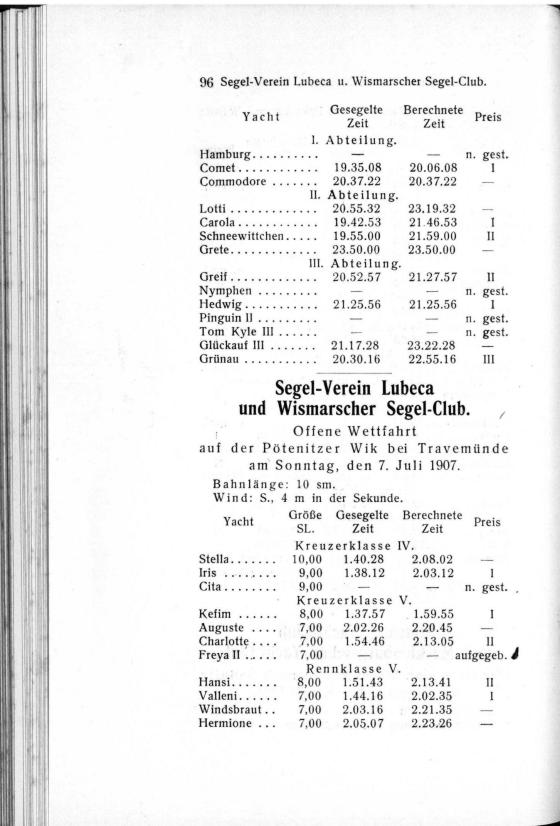 96 Segel-Verein Lubeca u. Wismarscher Segel-Club.
Yacht Gesegelte Zeit Berechnete Zeit Preis
I. Abteilung.
Hamburg.......... — — n. gest.
Comet............ 19.35.08 20.06.08 I
Commodore ....... 20.37.22 20.37.22 —
II. Abteilung.
Lotti ............. 20.55.32 23.19.32 —
Carola............ 19.42.53 21.46.53 I
Schneewittchen..... 19.55.00 21.59.00 II
Grete............. 23.50.00 23.50.00 —
III. Abteilung.
Greif ............. 20.52.57 21.27.57 II
Nymphen ......... — — n. gest.
Hedwig ........... 21.25.56 21.25.56 I
Pinguin II ......... — — n. gest.
Tom Kyle III ...... — — n. gest.
Glückauf III ....... 21.17.28 23.22.28 —
Grünau ........... 20.30.16 22.55.16 III
Segel-Verein Lubeca
und Wismarscher Segel-Club.
Offene Wettfahrt
auf der Pötenitzer Wik bei Travemünde
am Sonntag, den 7. Juli 1907.
Bahnlänge: 10 sm.
Wind: S., 4 m in der Sekunde.
Yacht Größe SL. Gesegelte Zeit Berechnete Zeit Preis
Kreuzerklasse IV.
Stella....... 10,00 1.40.28 2.08.02 —
Iris ........ 9,00 1.38.12 2.03.12 I
Cita ........ 9,00 — — n. gest.
Kreuzerklasse V.
Kefim ...... 8,00 1.37.57 1.59.55 I
Auguste .... 7,00 2.02.26 2.20.45 —
Charlotte .... 7,00 1.54.46 2.13.05 II
Freya II ..... 7,00 — — aufgegeb.
Rennklasse V.
Hansi....... 8,00 1.51.43 2.13.41 II
Valleni...... 7,00 1.44.16 2.02.35 I
Windsbraut .. 7,00 2.03.16 2.21.35 —
Hermione ... 7,00 2.05.07 2.23.26 —